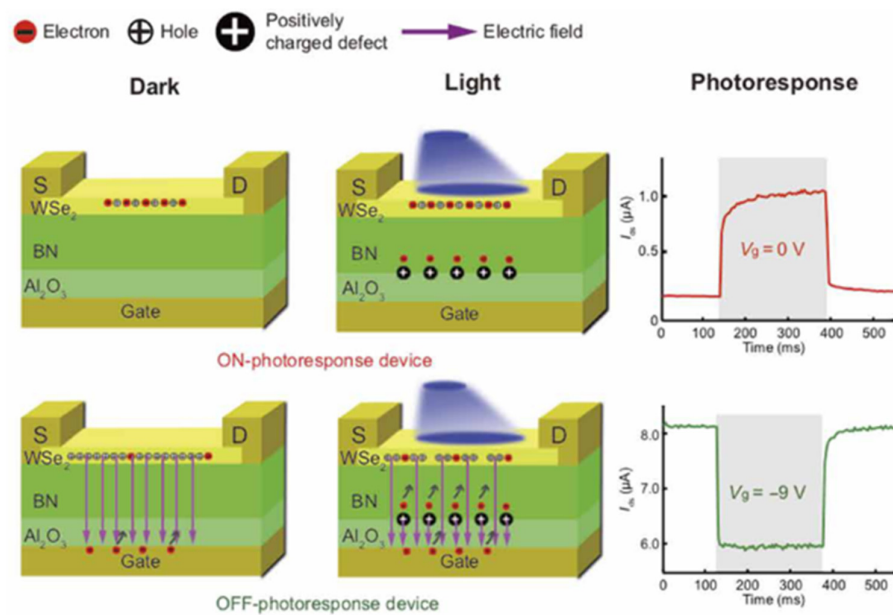 Electron Hole Positively charged defect Electric field
Dark Light Photoresponse
S D
WSe2
BN
Al2O3
Gate
S D
WSe2
BN
Al2O3
Gate
Ids (μA)
1.0
0.5
0
Vg = 0 V
0 100 200 300 400 500
Time (ms)
ON-photoresponse device
S D
WSe2
BN
Al2O3
Gate
S D
WSe2
BN
Al2O3
Gate
Ids (μA)
8.0
7.0
6.0
Vg = −9 V
0 100 200 300 400 500
Time (ms)
OFF-photoresponse device